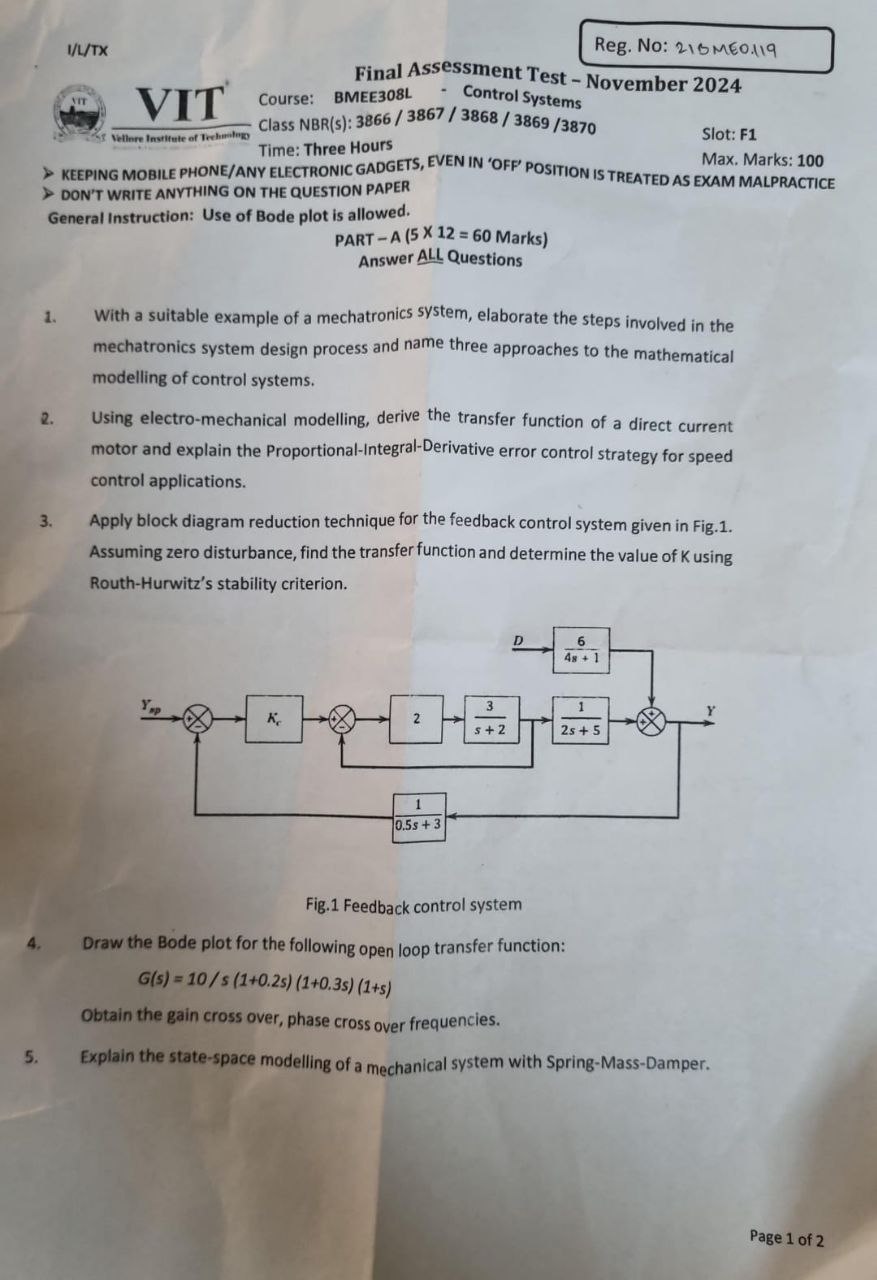 I/L/TX
Reg. No: 21BME0119
Final Assessment Test – November 2024
VIT
Vellore Institute of Technology
Course: BMEE308L - Control Systems
Class NBR(s): 3866 / 3867 / 3868 / 3869 /3870
Slot: F1
Time: Three Hours
Max. Marks: 100
➤ KEEPING MOBILE PHONE/ANY ELECTRONIC GADGETS, EVEN IN 'OFF' POSITION IS TREATED AS EXAM MALPRACTICE
➤ DON'T WRITE ANYTHING ON THE QUESTION PAPER
General Instruction: Use of Bode plot is allowed.
PART – A (5 X 12 = 60 Marks)
Answer ALL Questions
1. With a suitable example of a mechatronics system, elaborate the steps involved in the
mechatronics system design process and name three approaches to the mathematical
modelling of control systems.
2. Using electro-mechanical modelling, derive the transfer function of a direct current
motor and explain the Proportional-Integral-Derivative error control strategy for speed
control applications.
3. Apply block diagram reduction technique for the feedback control system given in Fig.1.
Assuming zero disturbance, find the transfer function and determine the value of K using
Routh-Hurwitz's stability criterion.
D
6
4s + 1
Ysp
+
−
Kc
+
−
2
3
s + 2
1
2s + 5
+
+
Y
1
0.5s + 3
Fig.1 Feedback control system
4. Draw the Bode plot for the following open loop transfer function:
G(s) = 10 / s (1+0.2s) (1+0.3s) (1+s)
Obtain the gain cross over, phase cross over frequencies.
5. Explain the state-space modelling of a mechanical system with Spring-Mass-Damper.
Page 1 of 2